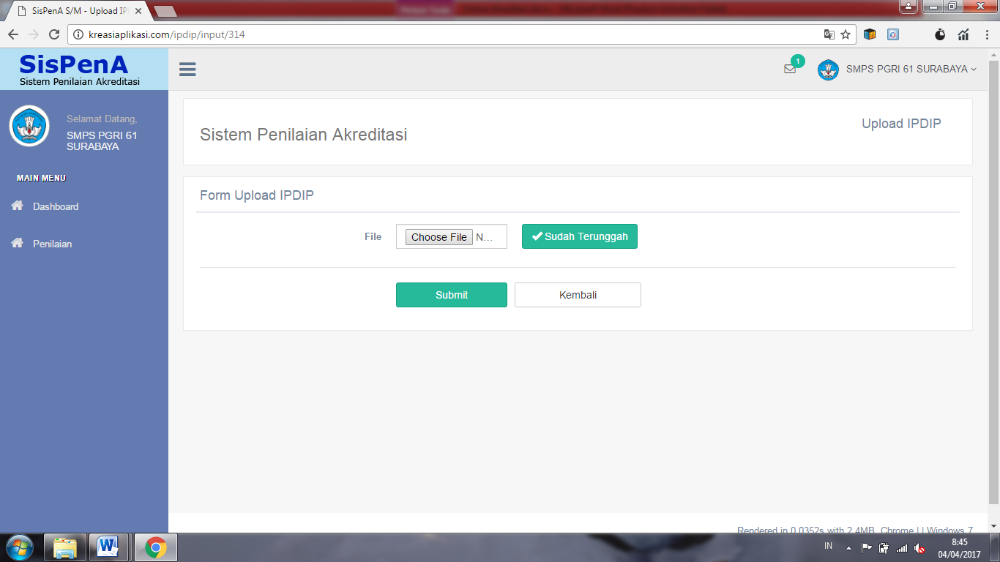 SisPenA S/M - Upload IP
kreasiaplikasi.com/ipdip/input/314
SisPenA
Sistem Penilaian Akreditasi
1
SMPS PGRI 61 SURABAYA
Selamat Datang,
SMPS PGRI 61
SURABAYA
MAIN MENU
Dashboard
Penilaian
Sistem Penilaian Akreditasi
Upload IPDIP
Form Upload IPDIP
File
Choose File N...
Sudah Terunggah
Submit
Kembali
Rendered in 0.0352s with 2.4MB. Chrome | | Windows 7
IN
8:45
04/04/2017